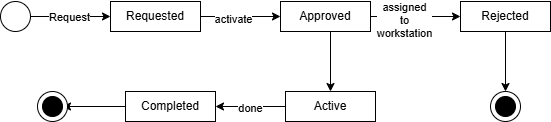 Request
Requested
activate
Approved
assigned
to
workstation
Rejected
Completed
done
Active